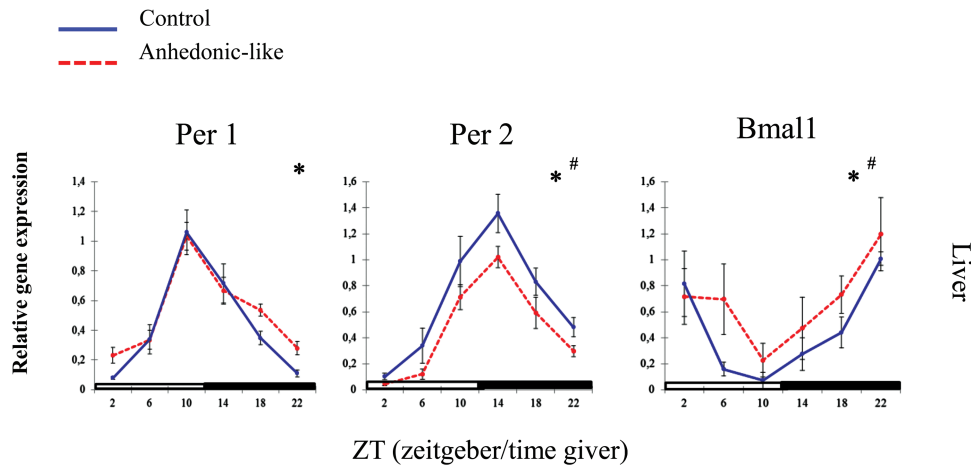 Control
Anhedonic-like
Per 1
Per 2
Bmal1
* 
* #
* #
Relative gene expression
1,4
1,2
1
0,8
0,6
0,4
0,2
0
2 6 10 14 18 22
1,6
1,4
1,2
1
0,8
0,6
0,4
0,2
0
2 6 10 14 18 22
1,6
1,4
1,2
1
0,8
0,6
0,4
0,2
0
2 6 10 14 18 22
Liver
ZT (zeitgeber/time giver)